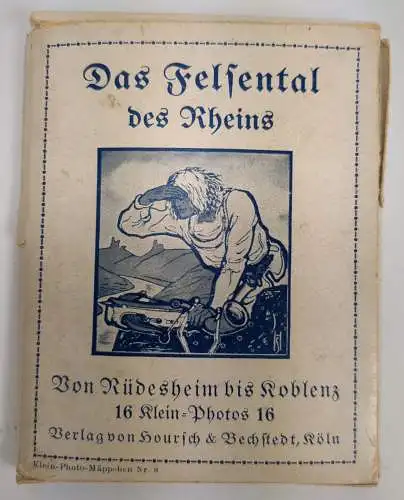 Das Felsental
des Rheins
Von Rüdesheim bis Koblenz
16 Klein-Photos 16
Verlag von Hoursch & Bechstedt, Köln
Klein-Photo-Mäppchen Nr. 8